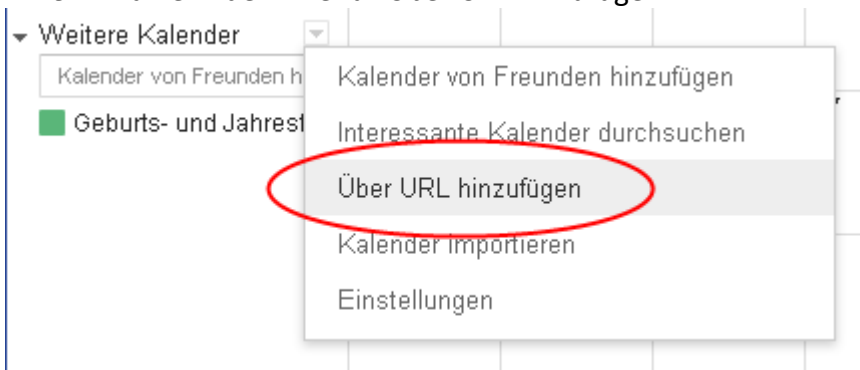 Weitere Kalender
Kalender von Freunden h
Geburts- und Jahrest
Kalender von Freunden hinzufügen
Interessante Kalender durchsuchen
Über URL hinzufügen
Kalender importieren
Einstellungen